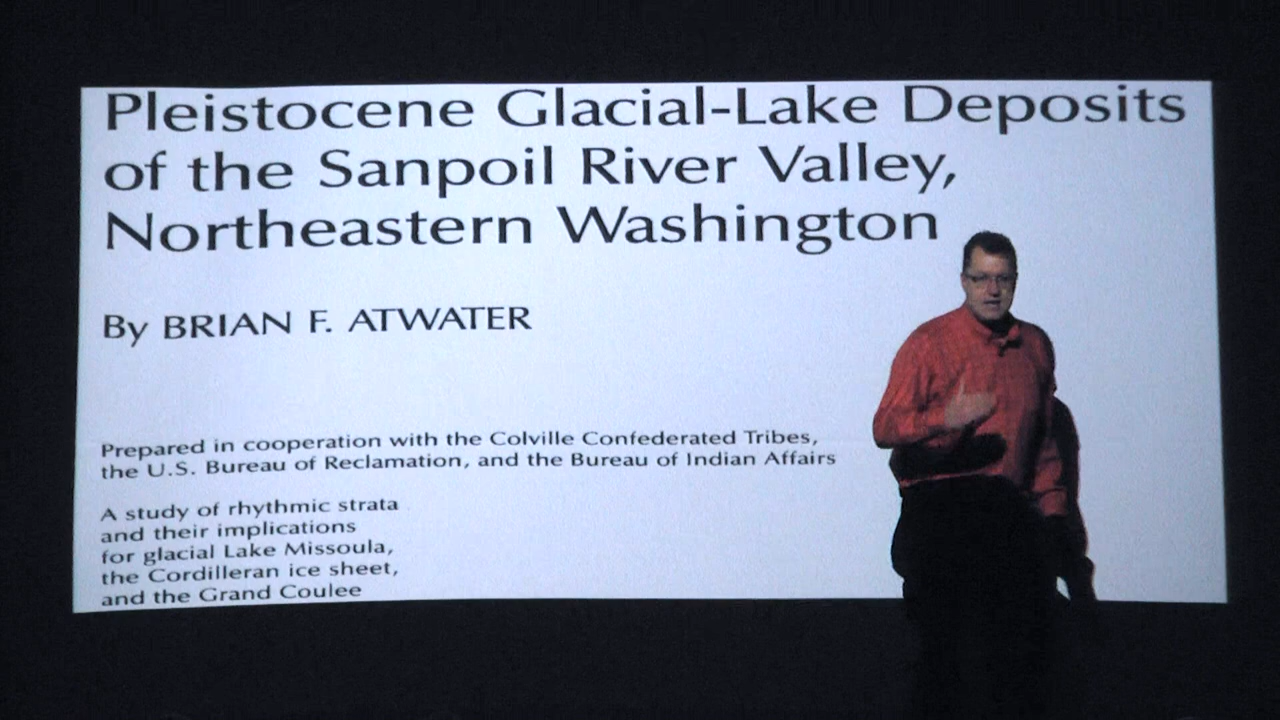 Pleistocene Glacial-Lake Deposits
of the Sanpoil River Valley,
Northeastern Washington
By BRIAN F. ATWATER
Prepared in cooperation with the Colville Confederated Tribes,
the U.S. Bureau of Reclamation, and the Bureau of Indian Affairs
A study of rhythmic strata
and their implications
for glacial Lake Missoula,
the Cordilleran ice sheet,
and the Grand Coulee